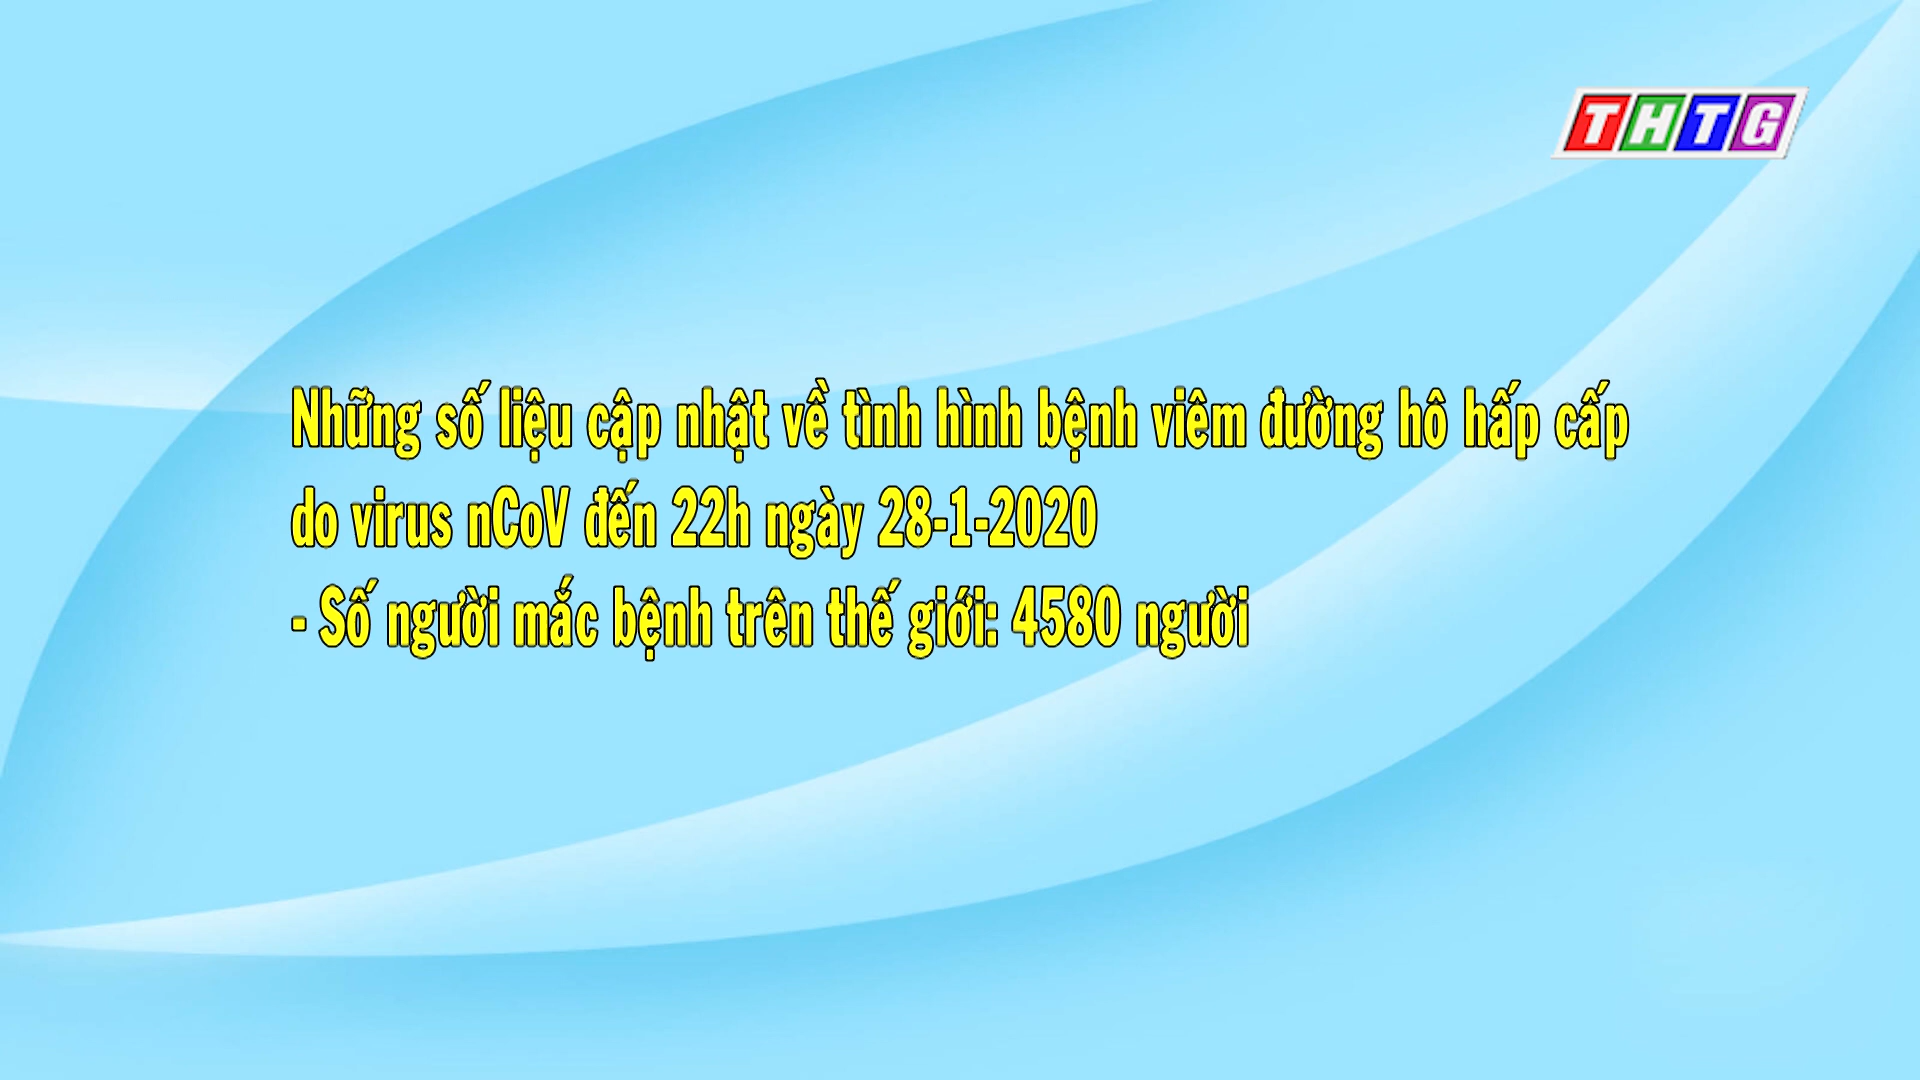 THTG
Những số liệu cập nhật về tình hình bệnh viêm đường hô hấp cấp
do virus nCoV đến 22h ngày 28-1-2020
- Số người mắc bệnh trên thế giới: 4580 người